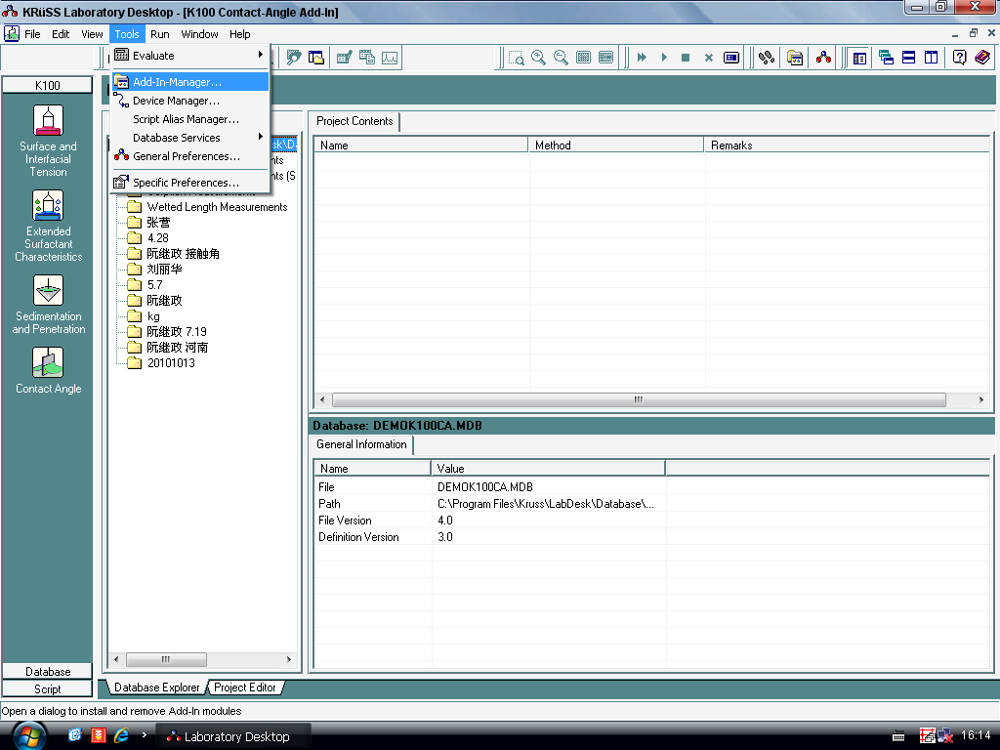 KRüSS Laboratory Desktop - [K100 Contact-Angle Add-In]
File Edit View Tools Run Window Help
Evaluate
Add-In-Manager...
Device Manager...
Script Alias Manager...
Database Services
General Preferences...
Specific Preferences...
K100
Surface and
Interfacial
Tension
Extended
Surfactant
Characteristics
Sedimentation
and Penetration
Contact Angle
Database
Script
sk\Da
nts
nts (S
Wetted Length Measurements
张营
4.28
阮继政 接触角
刘丽华
5.7
阮继政
kg
阮继政 7.19
阮继政 河南
20101013
Database Explorer Project Editor
Project Contents
Name Method Remarks
Database: DEMOK100CA.MDB
General Information
Name Value
File DEMOK100CA.MDB
Path C:\Program Files\Kruss\LabDesk\Database\...
File Version 4.0
Definition Version 3.0
Open a dialog to install and remove Add-In modules
Laboratory Desktop
16:14